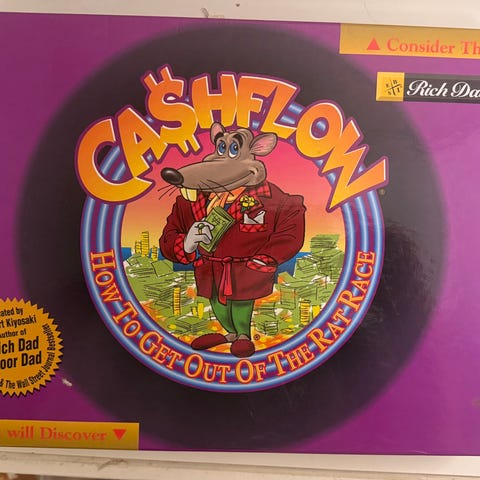 ▲ Consider Th
E B
S I
Rich Da
CA$HFLOW®
HOW TO GET OUT OF THE RAT RACE
®
ated by
rt Kiyosaki
uthor of
ch Dad
oor Dad
& The Wall Street Journal Bestseller
will Discover ▼